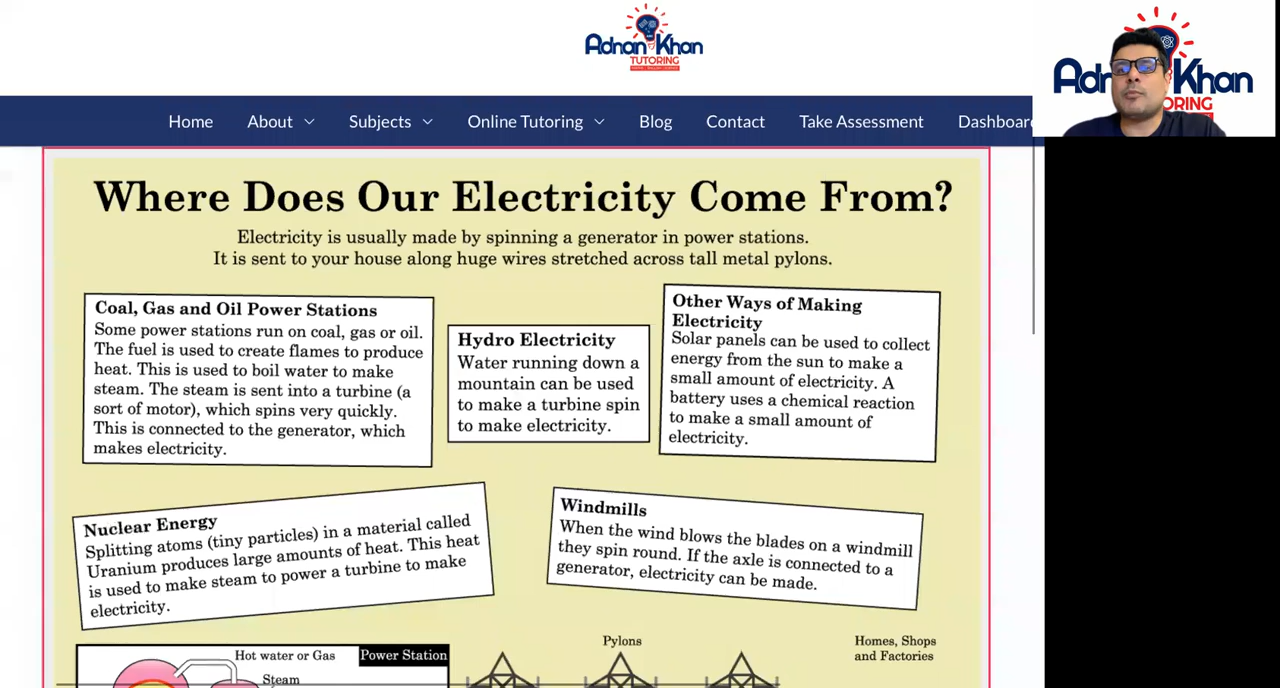 Adnan Khan
TUTORING
Home
About
Subjects
Online Tutoring
Blog
Contact
Take Assessment
Dashboar
Ad
Khan
ORING
Where Does Our Electricity Come From?
Electricity is usually made by spinning a generator in power stations.
It is sent to your house along huge wires stretched across tall metal pylons.
Coal, Gas and Oil Power Stations
Some power stations run on coal, gas or oil.
The fuel is used to create flames to produce
heat. This is used to boil water to make
steam. The steam is sent into a turbine (a
sort of motor), which spins very quickly.
This is connected to the generator, which
makes electricity.
Hydro Electricity
Water running down a
mountain can be used
to make a turbine spin
to make electricity.
Other Ways of Making
Electricity
Solar panels can be used to collect
energy from the sun to make a
small amount of electricity. A
battery uses a chemical reaction
to make a small amount of
electricity.
Nuclear Energy
Splitting atoms (tiny particles) in a material called
Uranium produces large amounts of heat. This heat
is used to make steam to power a turbine to make
electricity.
Windmills
When the wind blows the blades on a windmill
they spin round. If the axle is connected to a
generator, electricity can be made.
Hot water or Gas
Power Station
Steam
Pylons
Homes, Shops
and Factories